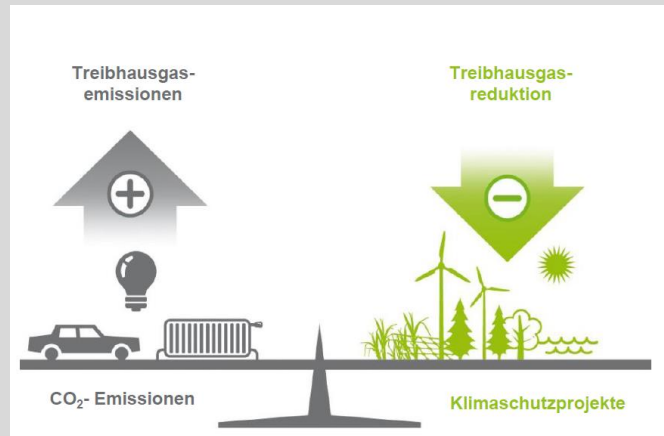 Treibhausgas-
emissionen
Treibhausgas-
reduktion
CO₂- Emissionen
Klimaschutzprojekte